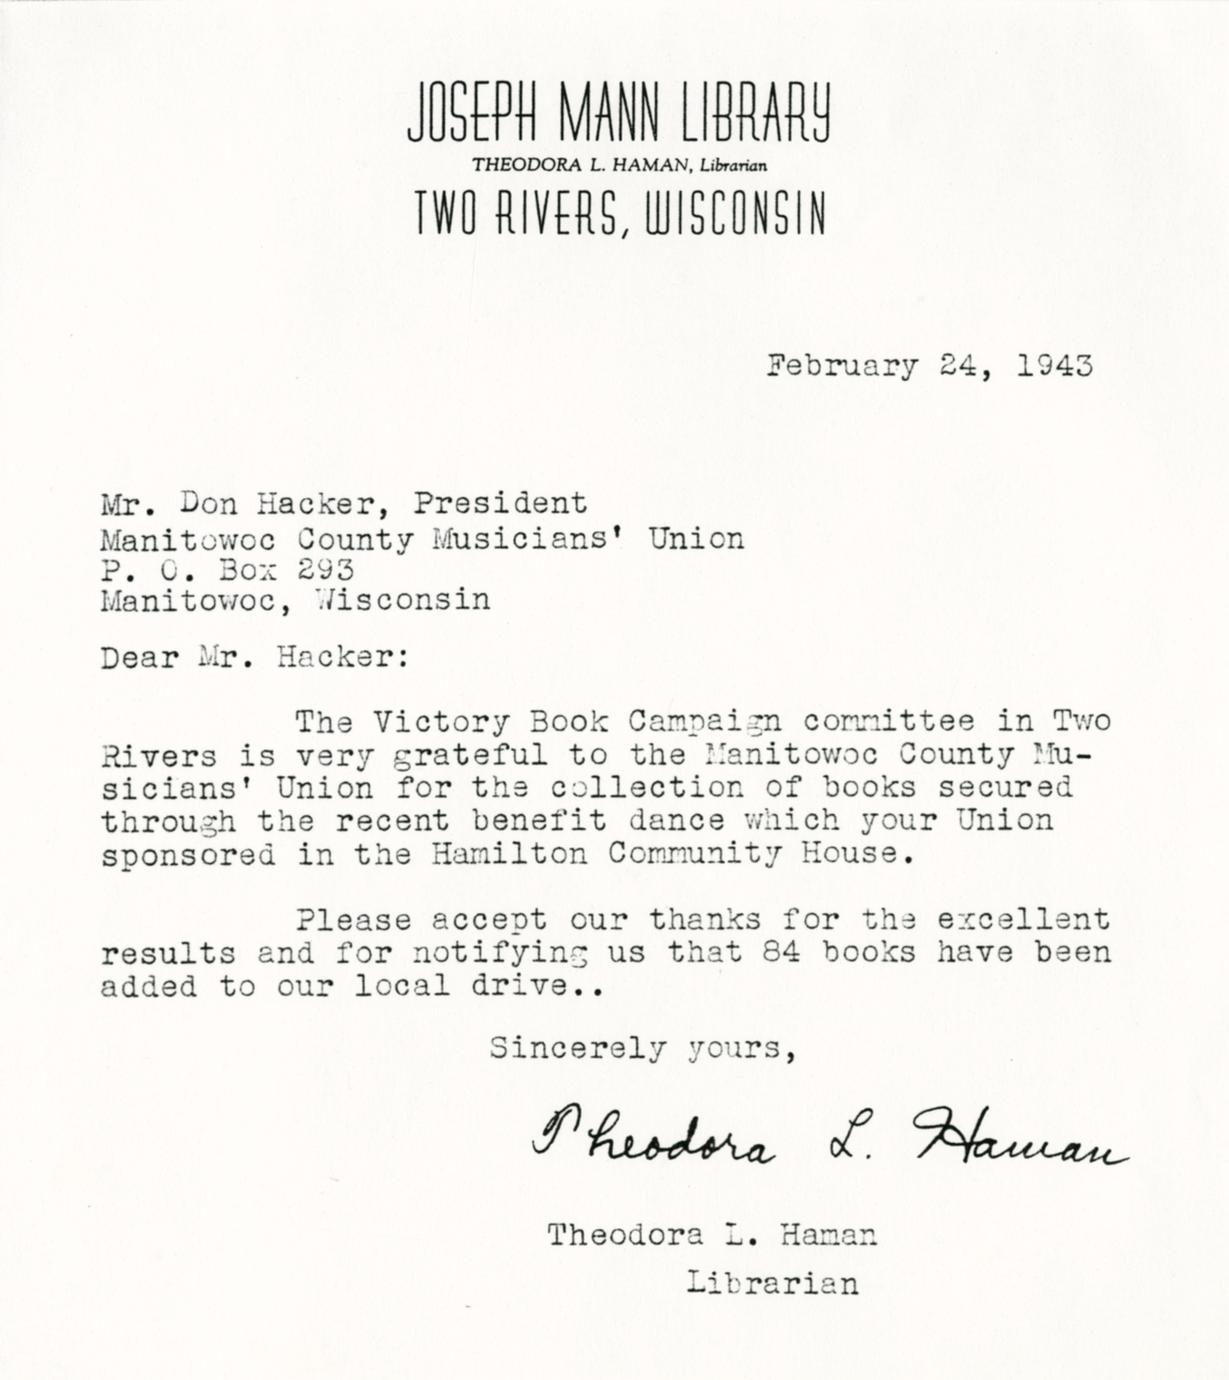 JOSEPH MANN LIBRARY
THEODORA L. HAMAN, Librarian
TWO RIVERS, WISCONSIN
February 24, 1943
Mr. Don Hacker, President
Manitowoc County Musicians' Union
P. O. Box 293
Manitowoc, Wisconsin
Dear Mr. Hacker:
The Victory Book Campaign committee in Two
Rivers is very grateful to the Manitowoc County Mu-
sicians' Union for the collection of books secured
through the recent benefit dance which your Union
sponsored in the Hamilton Community House.
Please accept our thanks for the excellent
results and for notifying us that 84 books have been
added to our local drive..
Sincerely yours,
Theodora L. Haman
Theodora L. Haman
Librarian